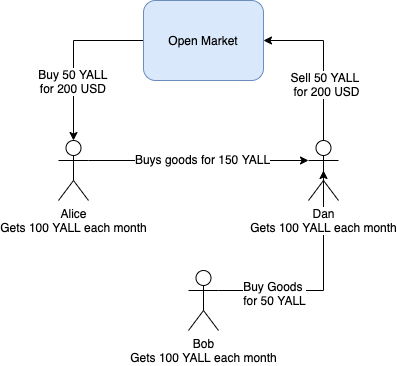 Open Market
Buy 50 YALL
for 200 USD
Sell 50 YALL
for 200 USD
Buys goods for 150 YALL
Alice
Gets 100 YALL each month
Dan
Gets 100 YALL each month
Buy Goods
for 50 YALL
Bob
Gets 100 YALL each month